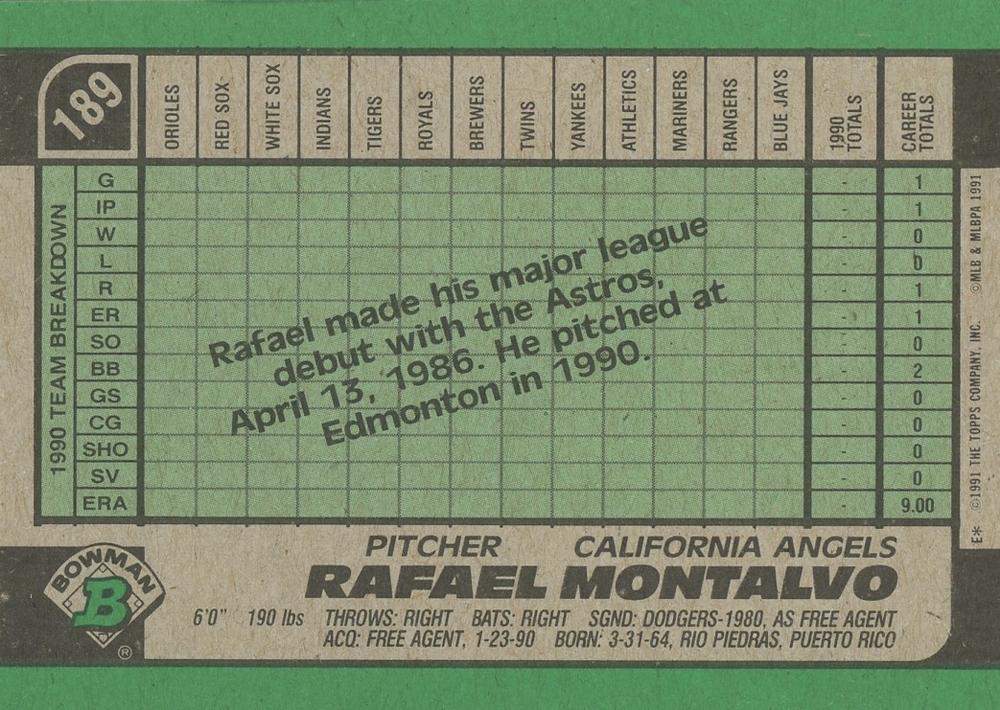 189
ORIOLES RED SOX WHITE SOX INDIANS TIGERS ROYALS BREWERS TWINS YANKEES ATHLETICS MARINERS RANGERS BLUE JAYS 1990 TOTALS CAREER TOTALS
1990 TEAM BREAKDOWN
G - 1
IP - 1
W - 0
L - 0
R - 1
ER - 1
SO - 0
BB - 2
GS - 0
CG - 0
SHO - 0
SV - 0
ERA - 9.00
Rafael made his major league
debut with the Astros,
April 13, 1986. He pitched at
Edmonton in 1990.
E* ©1991 THE TOPPS COMPANY, INC. ©MLB & MLBPA 1991
BOWMAN
B
®
PITCHER CALIFORNIA ANGELS
RAFAEL MONTALVO
6'0" 190 lbs THROWS: RIGHT BATS: RIGHT SGND: DODGERS-1980, AS FREE AGENT
ACQ: FREE AGENT, 1-23-90 BORN: 3-31-64, RIO PIEDRAS, PUERTO RICO